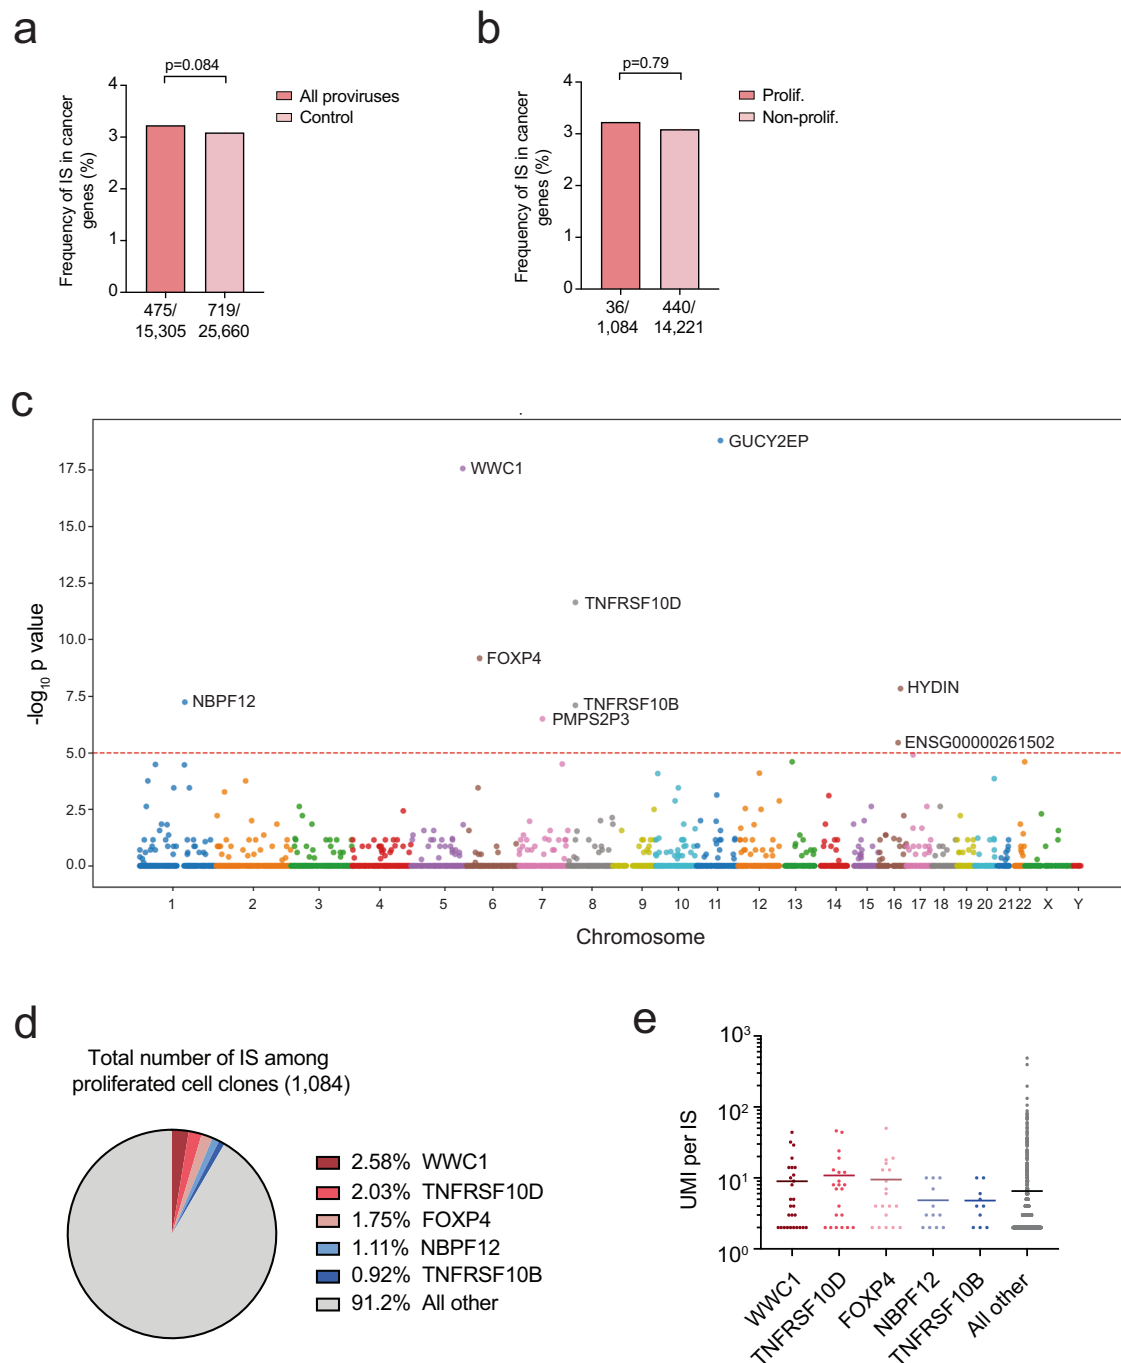 a
p=0.084
Frequency of IS in cancer
genes (%)
4
3
2
1
0
All proviruses
Control
475/
15,305
719/
25,660
b
p=0.79
Frequency of IS in cancer
genes (%)
4
3
2
1
0
Prolif.
Non-prolif.
36/
1,084
440/
14,221
c
-log10 p value
17.5
15.0
12.5
10.0
7.5
5.0
2.5
0.0
GUCY2EP
WWC1
TNFRSF10D
FOXP4
NBPF12
TNFRSF10B
PMPS2P3
HYDIN
ENSG00000261502
1 2 3 4 5 6 7 8 9 10 11 12 13 14 15 16 17 18 19 20 21 22 X Y
Chromosome
d
Total number of IS among
proliferated cell clones (1,084)
2.58% WWC1
2.03% TNFRSF10D
1.75% FOXP4
1.11% NBPF12
0.92% TNFRSF10B
91.2% All other
e
UMI per IS
10³
10²
10¹
10⁰
WWC1
TNFRSF10D
FOXP4
NBPF12
TNFRSF10B
All other